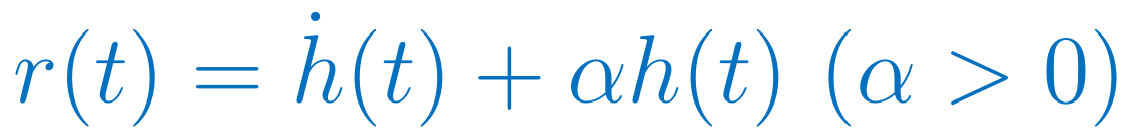 r(t) = ḣ(t) + αh(t) (α > 0)